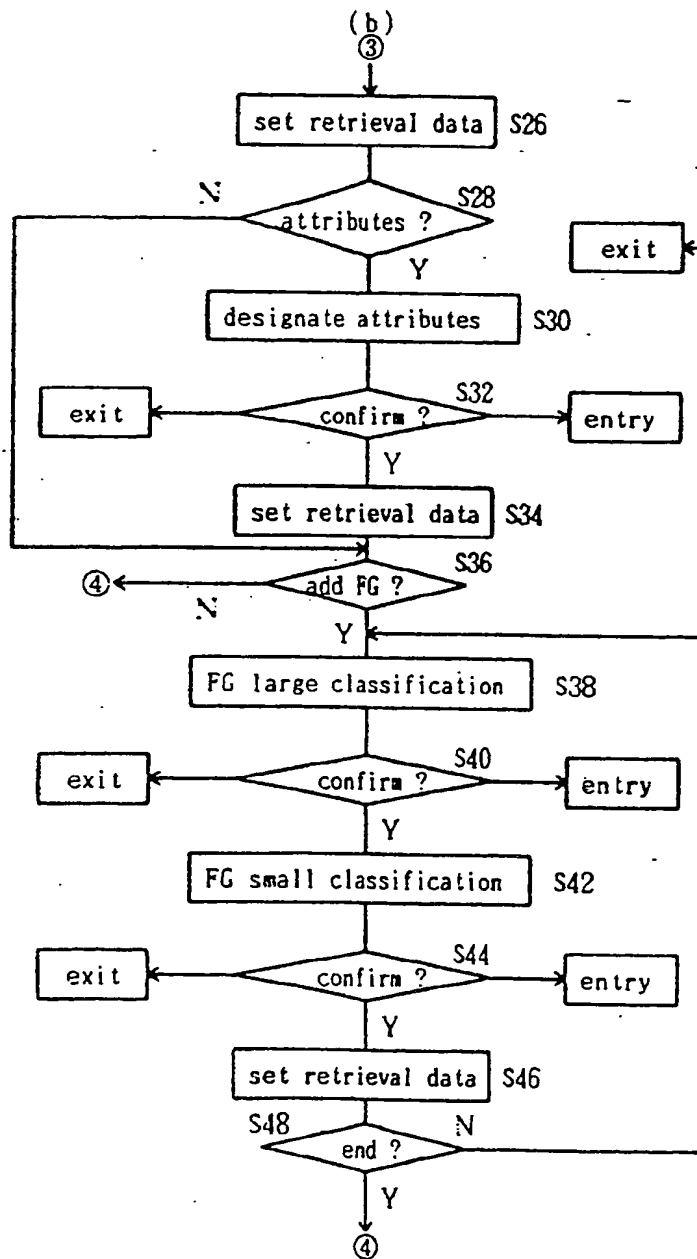 (b)
③
set retrieval data S26
N S28
attributes ?
exit
Y
designate attributes S30
S32
exit confirm ? entry
Y
set retrieval data S34
S36
④ add FG ?
N
Y
FG large classification S38
S40
exit confirm ? entry
Y
FG small classification S42
S44
exit confirm ? entry
Y
set retrieval data S46
S48 N
end ?
Y
④